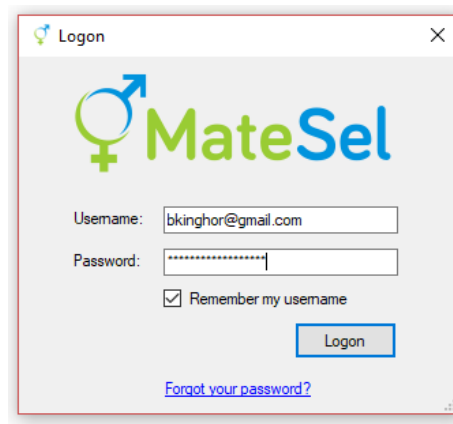 Logon
MateSel
Username: bkinghor@gmail.com
Password: *******************
Remember my username
Logon
Forgot your password?